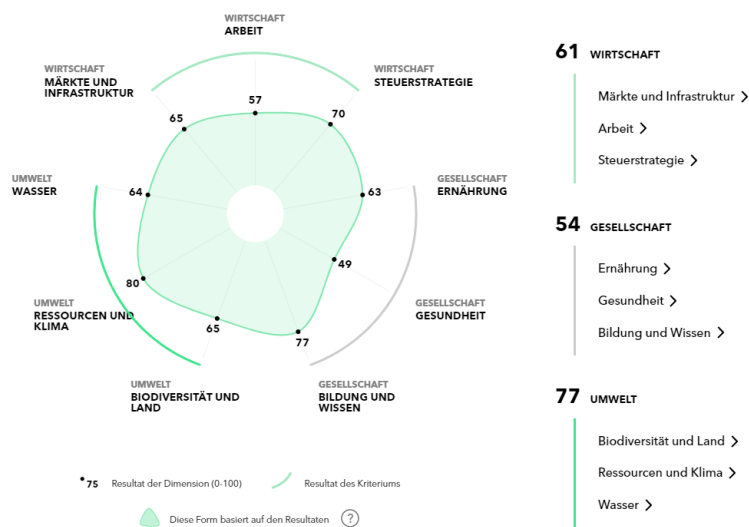 WIRTSCHAFT
ARBEIT
WIRTSCHAFT
MÄRKTE UND
INFRASTRUKTUR
WIRTSCHAFT
STEUERSTRATEGIE
57
65
70
UMWELT
WASSER
64
63
GESELLSCHAFT
ERNÄHRUNG
49
80
UMWELT
RESSOURCEN UND
KLIMA
65
77
GESELLSCHAFT
GESUNDHEIT
UMWELT
BIODIVERSITÄT UND
LAND
GESELLSCHAFT
BILDUNG UND
WISSEN
75 Resultat der Dimension (0-100)
Resultat des Kriteriums
Diese Form basiert auf den Resultaten ?
61 WIRTSCHAFT
Märkte und Infrastruktur >
Arbeit >
Steuerstrategie >
54 GESELLSCHAFT
Ernährung >
Gesundheit >
Bildung und Wissen >
77 UMWELT
Biodiversität und Land >
Ressourcen und Klima >
Wasser >